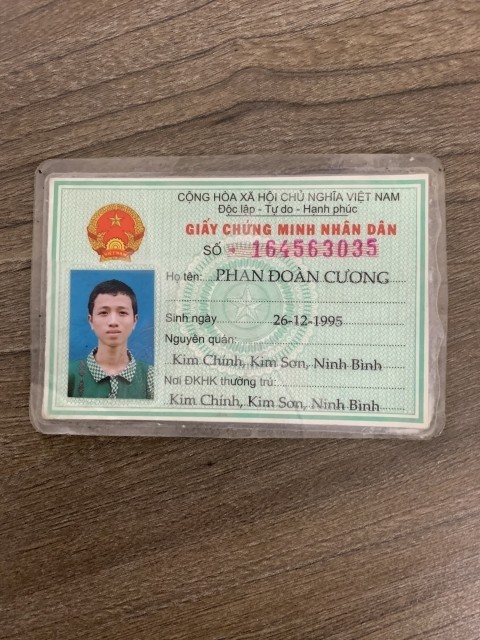 CỘNG HÒA XÃ HỘI CHỦ NGHĨA VIỆT NAM
Độc lập - Tự do - Hạnh phúc
GIẤY CHỨNG MINH NHÂN DÂN
SỐ 164563035
Họ tên: PHAN ĐOÀN CƯƠNG
Sinh ngày 26-12-1995
Nguyên quán:
Kim Chính, Kim Sơn, Ninh Bình
Nơi ĐKHK thường trú:
Kim Chính, Kim Sơn, Ninh Bình
VIỆT NAM